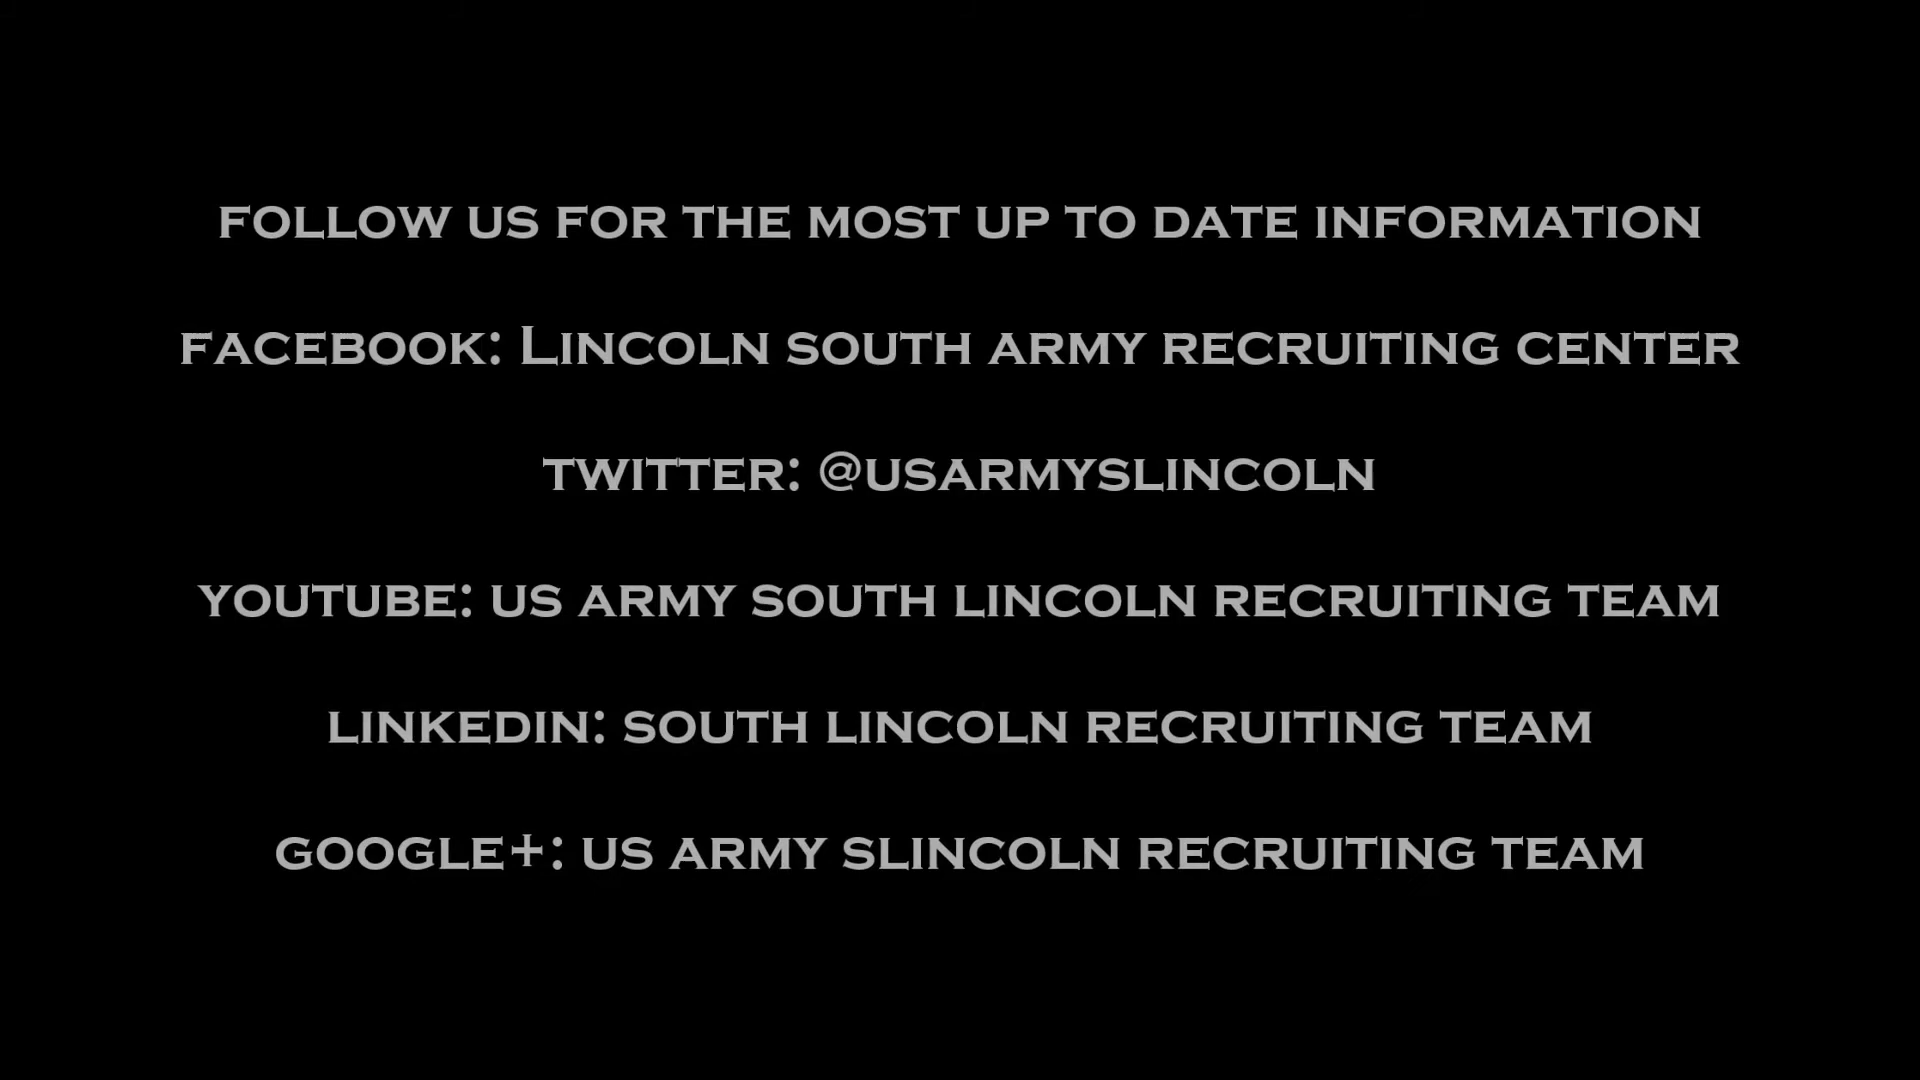 FOLLOW US FOR THE MOST UP TO DATE INFORMATION
FACEBOOK: LINCOLN SOUTH ARMY RECRUITING CENTER
TWITTER: @USARMYSLINCOLN
YOUTUBE: US ARMY SOUTH LINCOLN RECRUITING TEAM
LINKEDIN: SOUTH LINCOLN RECRUITING TEAM
GOOGLE+: US ARMY SLINCOLN RECRUITING TEAM